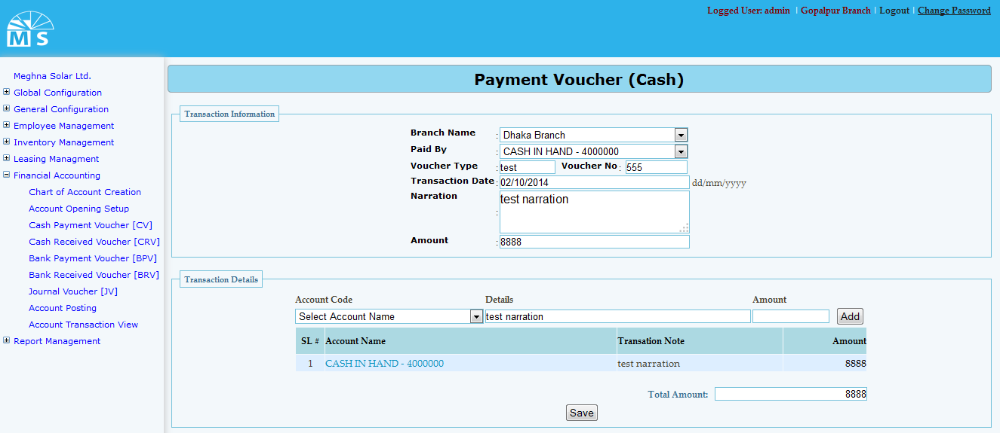 Logged User: admin | Gopalpur Branch | Logout | Change Password
M S
Meghna Solar Ltd.
Global Configuration
General Configuration
Employee Management
Inventory Management
Leasing Managment
Financial Accounting
Chart of Account Creation
Account Opening Setup
Cash Payment Voucher [CV]
Cash Received Voucher [CRV]
Bank Payment Voucher [BPV]
Bank Received Voucher [BRV]
Journal Voucher [JV]
Account Posting
Account Transaction View
Report Management
Payment Voucher (Cash)
Transaction Information
Branch Name : Dhaka Branch
Paid By : CASH IN HAND - 4000000
Voucher Type : test Voucher No : 555
Transaction Date : 02/10/2014 dd/mm/yyyy
Narration : test narration
Amount : 8888
Transaction Details
Account Code Details Amount
Select Account Name test narration Add
SL # Account Name Transation Note Amount
1 CASH IN HAND - 4000000 test narration 8888
Total Amount: 8888
Save